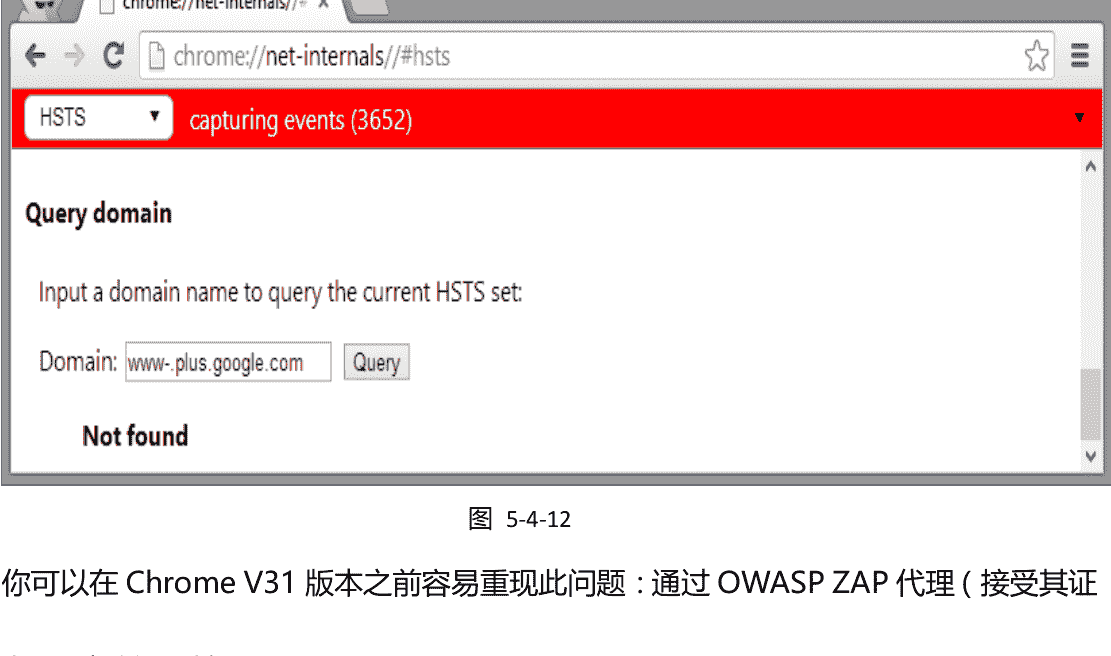 chrome://net-internals//# x
chrome://net-internals//#hsts
HSTS
capturing events (3652)
Query domain
Input a domain name to query the current HSTS set:
Domain: www-.plus.google.com Query
Not found
图 5-4-12
你可以在 Chrome V31 版本之前容易重现此问题：通过 OWASP ZAP 代理（接受其证